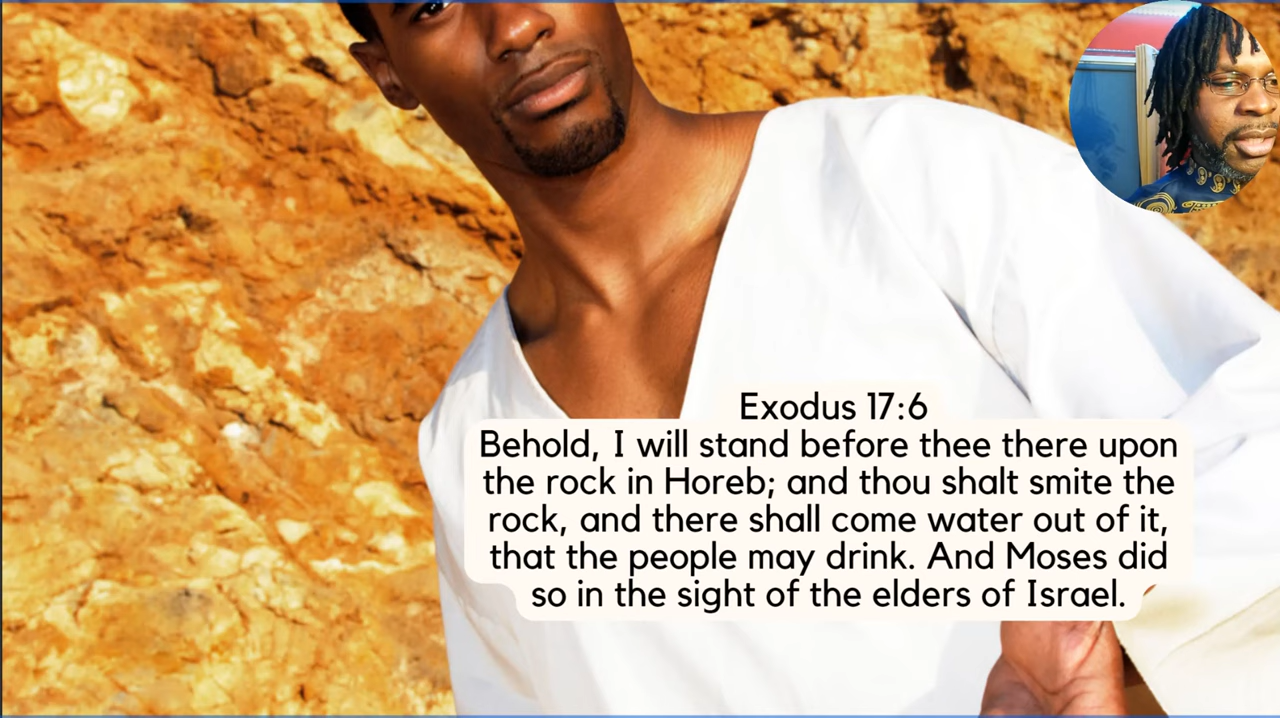 Exodus 17:6
Behold, I will stand before thee there upon
the rock in Horeb; and thou shalt smite the
rock, and there shall come water out of it,
that the people may drink. And Moses did
so in the sight of the elders of Israel.